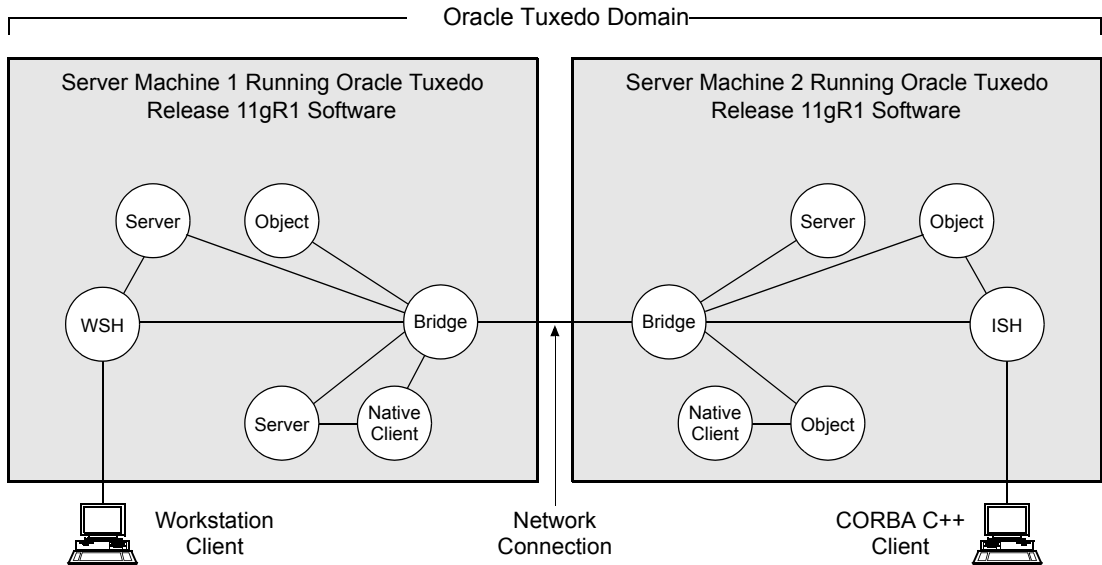 Oracle Tuxedo Domain
Server Machine 1 Running Oracle Tuxedo
Release 11gR1 Software
Server
Object
WSH
Bridge
Server
Native
Client
Server Machine 2 Running Oracle Tuxedo
Release 11gR1 Software
Server
Object
Bridge
ISH
Native
Client
Object
Workstation
Client
Network
Connection
CORBA C++
Client